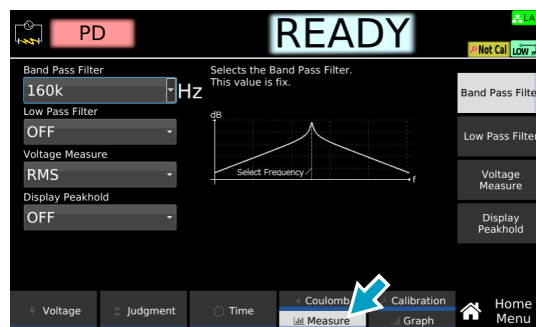 PD
READY
LA
Not Cal
LOW
Band Pass Filter
160k
Hz
Low Pass Filter
OFF
Voltage Measure
RMS
Display Peakhold
OFF
Selects the Band Pass Filter.
This value is fix.
dB
Select Frequency
f
Band Pass Filte
Low Pass Filter
Voltage
Measure
Display
Peakhold
Voltage
Judgment
Time
Coulomb
Measure
Calibration
Graph
Home
Menu